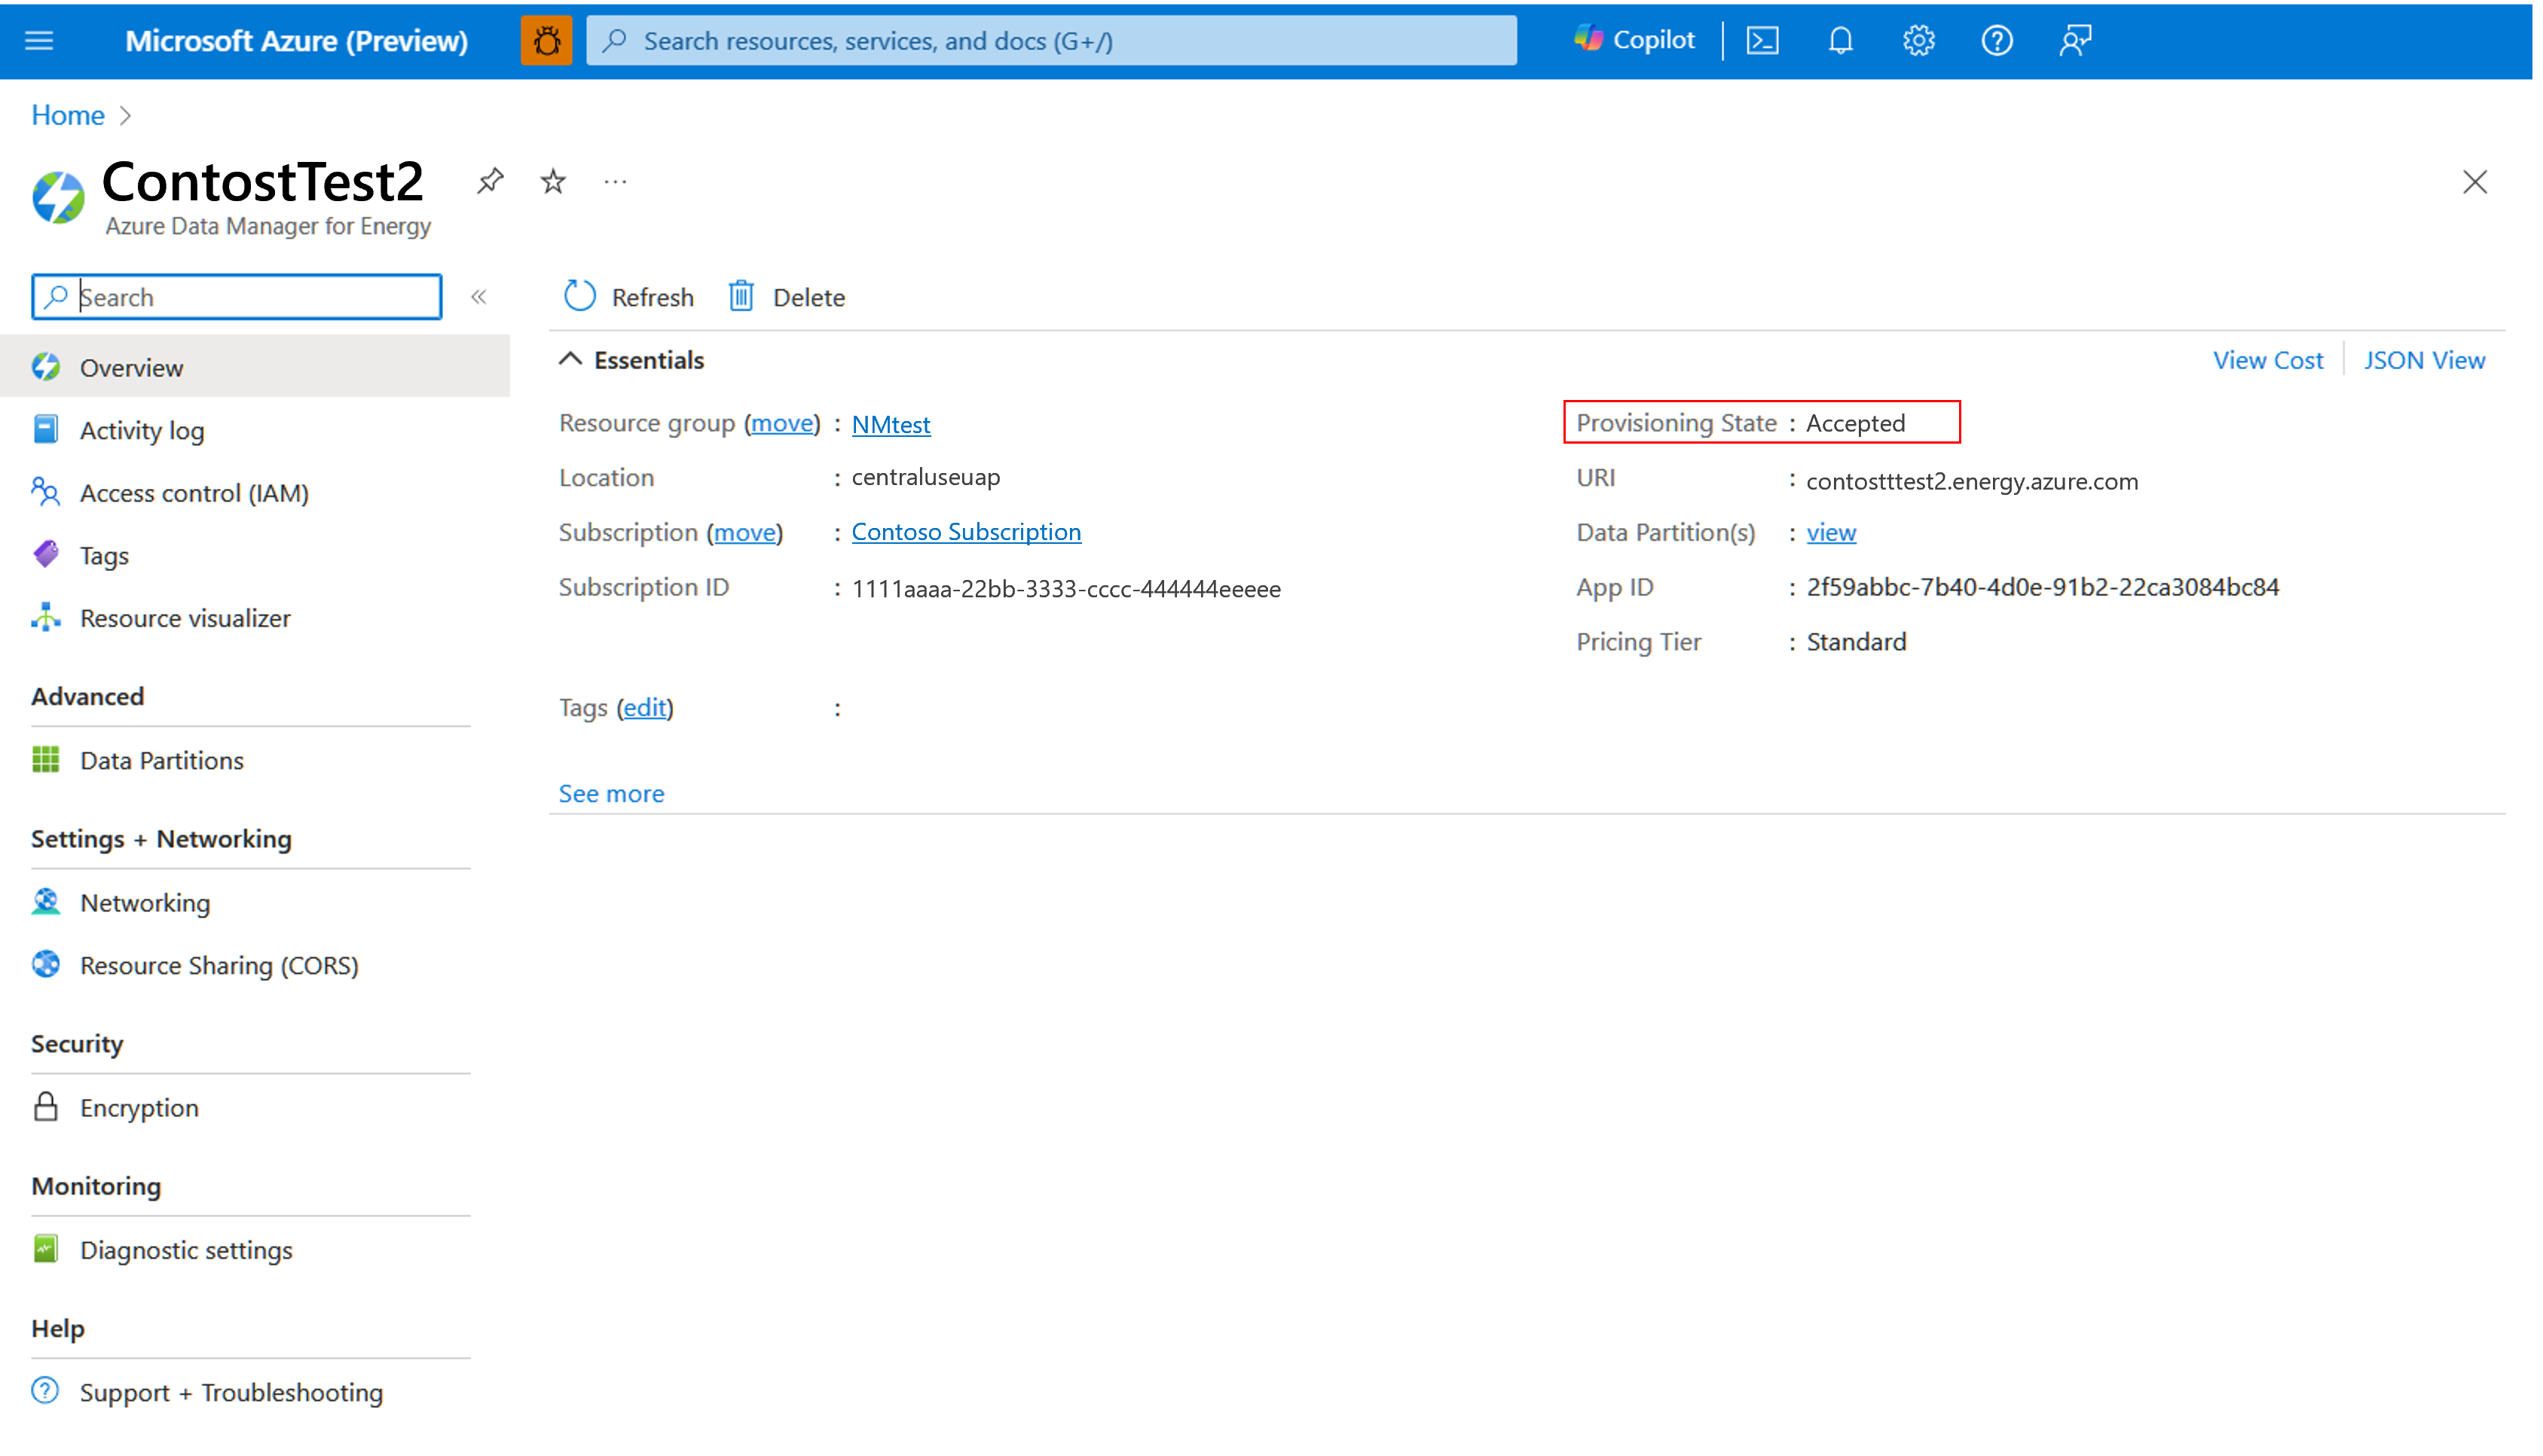 Microsoft Azure (Preview)
Search resources, services, and docs (G+/)
Copilot
Home
ContostTest2
Azure Data Manager for Energy
Search
Refresh
Delete
Overview
Activity log
Access control (IAM)
Tags
Resource visualizer
Advanced
Data Partitions
Settings + Networking
Networking
Resource Sharing (CORS)
Security
Encryption
Monitoring
Diagnostic settings
Help
Support + Troubleshooting
Essentials
View Cost
JSON View
Resource group (move) : NMtest
Location : centraluseuap
Subscription (move) : Contoso Subscription
Subscription ID : 1111aaaa-22bb-3333-cccc-444444eeeee
Provisioning State : Accepted
URI : contostttest2.energy.azure.com
Data Partition(s) : view
App ID : 2f59abbc-7b40-4d0e-91b2-22ca3084bc84
Pricing Tier : Standard
Tags (edit) :
See more